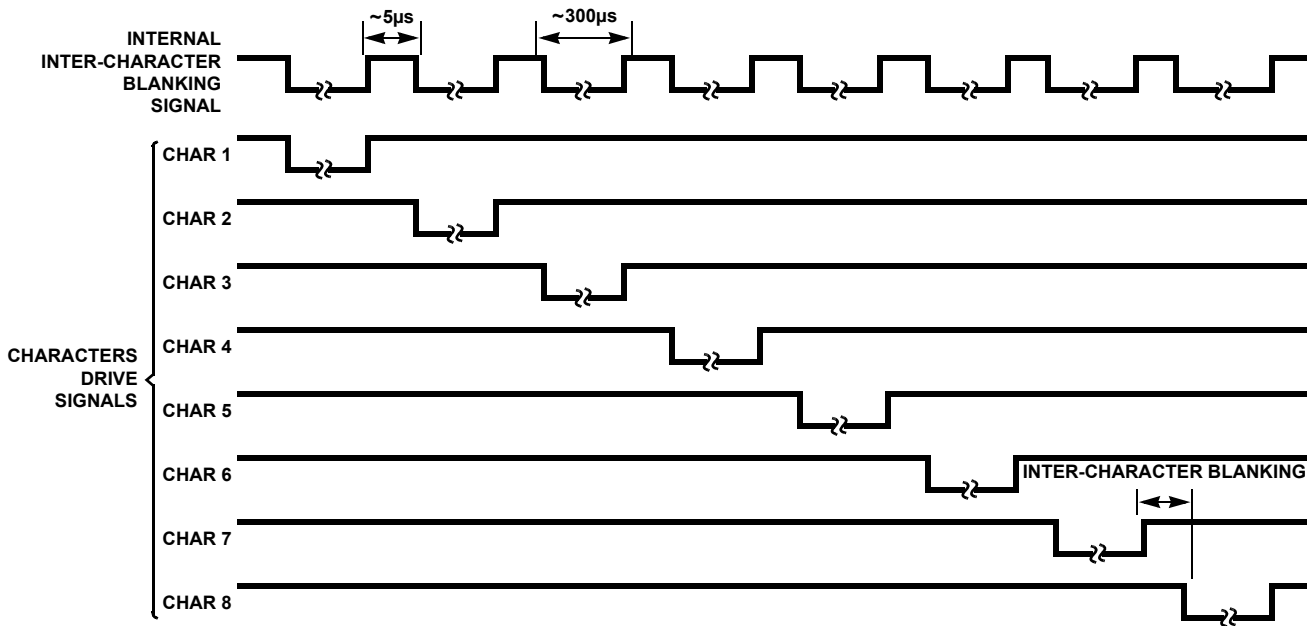 ~5µs
~300µs
INTERNAL
INTER-CHARACTER
BLANKING
SIGNAL
CHAR 1
CHAR 2
CHAR 3
CHAR 4
CHARACTERS
DRIVE
SIGNALS
CHAR 5
CHAR 6
INTER-CHARACTER BLANKING
CHAR 7
CHAR 8